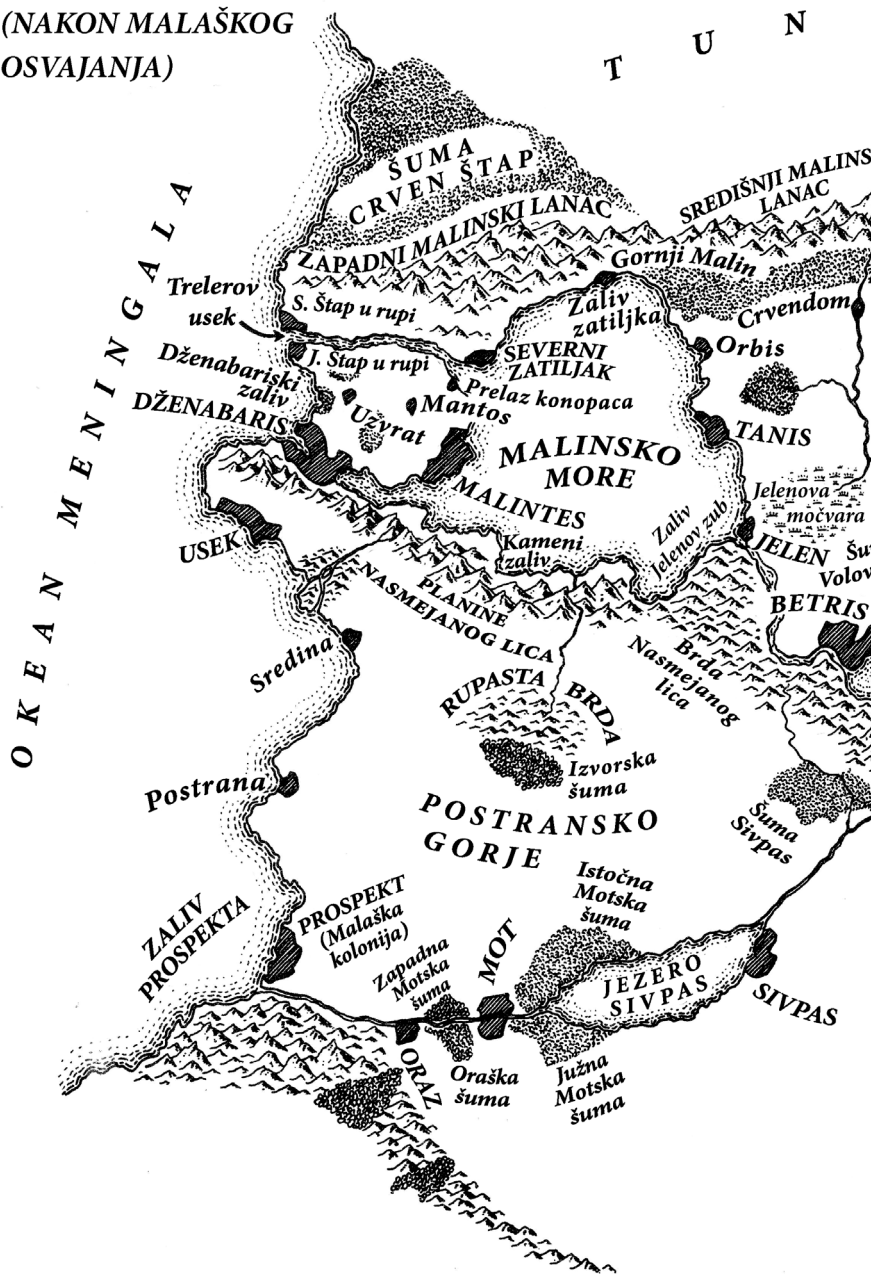 (NAKON MALAŠKOG
OSVAJANJA)
T U N
ŠUMA
CRVEN ŠTAP
SREDIŠNJI MALINS
LANAC
ZAPADNI MALINSKI LANAC
Gornji Malin
Trelerov
usek
S. Štap u rupi
Zaliv
zatiljka
Crvendom
J. Štap u rupi
SEVERNI
ZATILJAK
Orbis
Dženabariski
zaliv
Prelaz konopaca
DŽENABARIS
Užvrat
Mantos
TANIS
MALINSKO
MORE
OKEAN MENINGALA
MALINTES
Jelenova
močvara
Zaliv
Jelenov zub
USEK
Kameni
zaliv
JELEN
Šu
Volov
PLANINE
NASMEJANOG LICA
BETRIS
Sredina
Brda
Nasmejanog
lica
RUPASTA
BRDA
Izvorska
šuma
Postrana
POSTRANSKO
GORJE
Šuma
Sivpas
Istočna
Motska
šuma
ZALIV
PROSPEKTA
PROSPEKT
(Malaška
kolonija)
Zapadna
Motska
šuma
MOT
JEZERO
SIVPAS
SIVPAS
ORAZ
Oraška
šuma
Južna
Motska
šuma